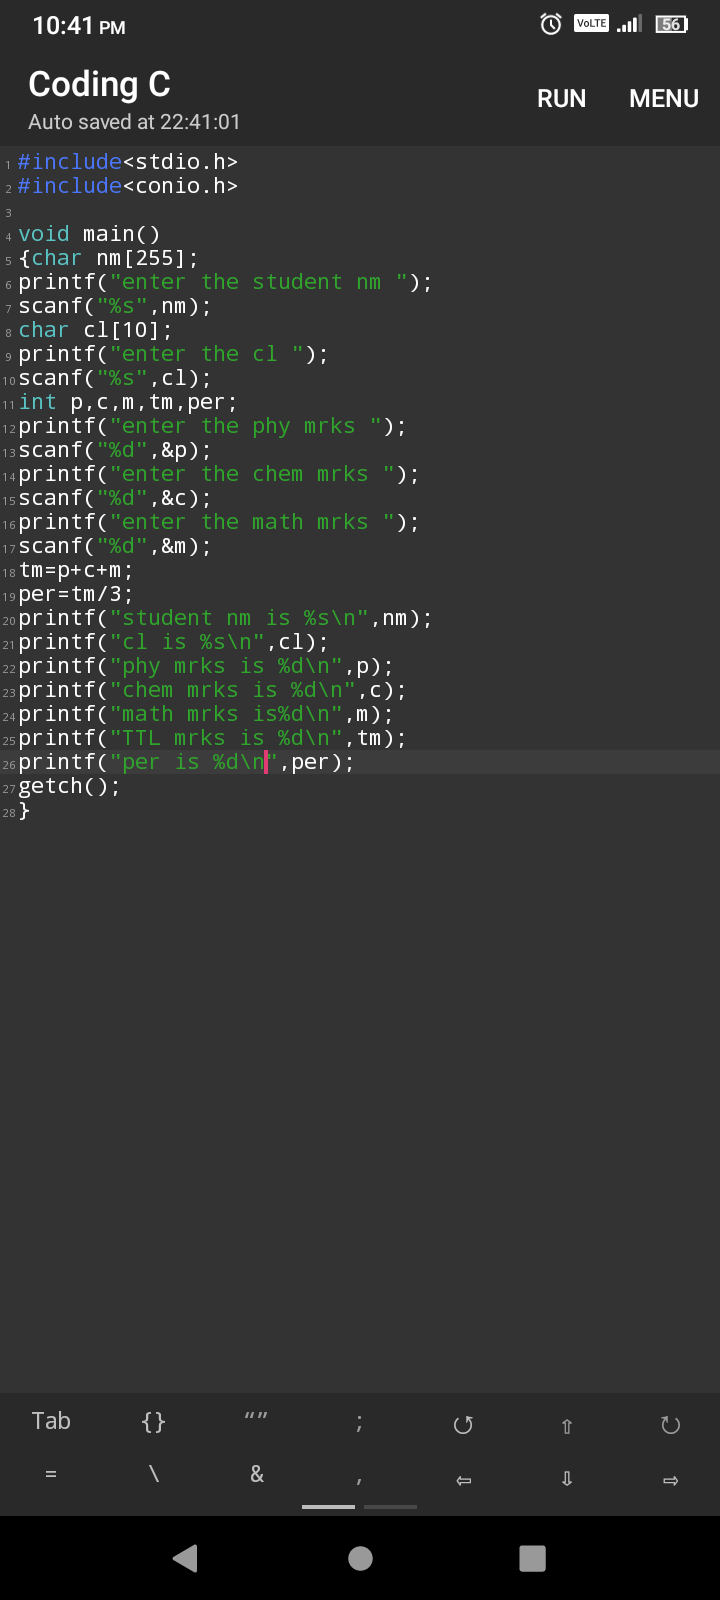 10:41 PM
VoLTE
56
Coding C
RUN
MENU
Auto saved at 22:41:01
1 #include<stdio.h>
2 #include<conio.h>
3
4 void main()
5 {char nm[255];
6 printf("enter the student nm ");
7 scanf("%s",nm);
8 char cl[10];
9 printf("enter the cl ");
10 scanf("%s",cl);
11 int p,c,m,tm,per;
12 printf("enter the phy mrks ");
13 scanf("%d",&p);
14 printf("enter the chem mrks ");
15 scanf("%d",&c);
16 printf("enter the math mrks ");
17 scanf("%d",&m);
18 tm=p+c+m;
19 per=tm/3;
20 printf("student nm is %s\n",nm);
21 printf("cl is %s\n",cl);
22 printf("phy mrks is %d\n",p);
23 printf("chem mrks is %d\n",c);
24 printf("math mrks is%d\n",m);
25 printf("TTL mrks is %d\n",tm);
26 printf("per is %d\n",per);
27 getch();
28 }
Tab {} “” ; ↺ ⇧ ↻
= \ & , ⇦ ⇩ ⇨